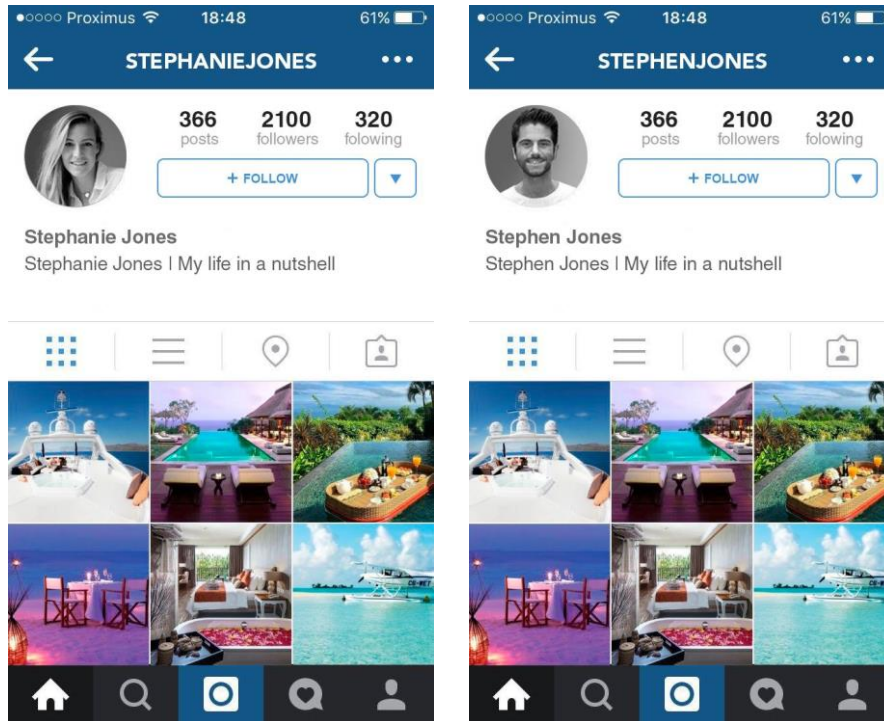 Proximus 18:48 61%
STEPHANIEJONES
366 2100 320
posts followers folowing
+ FOLLOW
Stephanie Jones
Stephanie Jones | My life in a nutshell
Proximus 18:48 61%
STEPHENJONES
366 2100 320
posts followers folowing
+ FOLLOW
Stephen Jones
Stephen Jones | My life in a nutshell